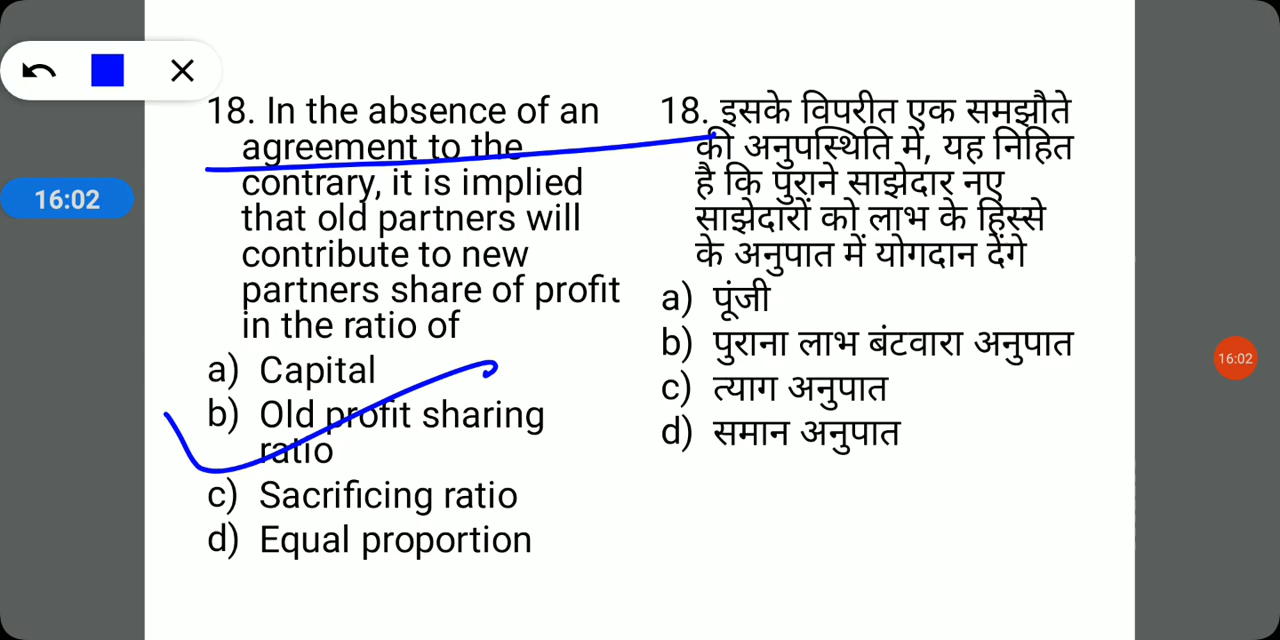 16:02
18. In the absence of an
agreement to the
contrary, it is implied
that old partners will
contribute to new
partners share of profit
in the ratio of
a) Capital
b) Old profit sharing
ratio
c) Sacrificing ratio
d) Equal proportion
18. इसके विपरीत एक समझौते
की अनुपस्थिति में, यह निहित
है कि पुराने साझेदार नए
साझेदारों को लाभ के हिस्से
के अनुपात में योगदान देंगे
a) पूंजी
b) पुराना लाभ बंटवारा अनुपात
c) त्याग अनुपात
d) समान अनुपात
16:02